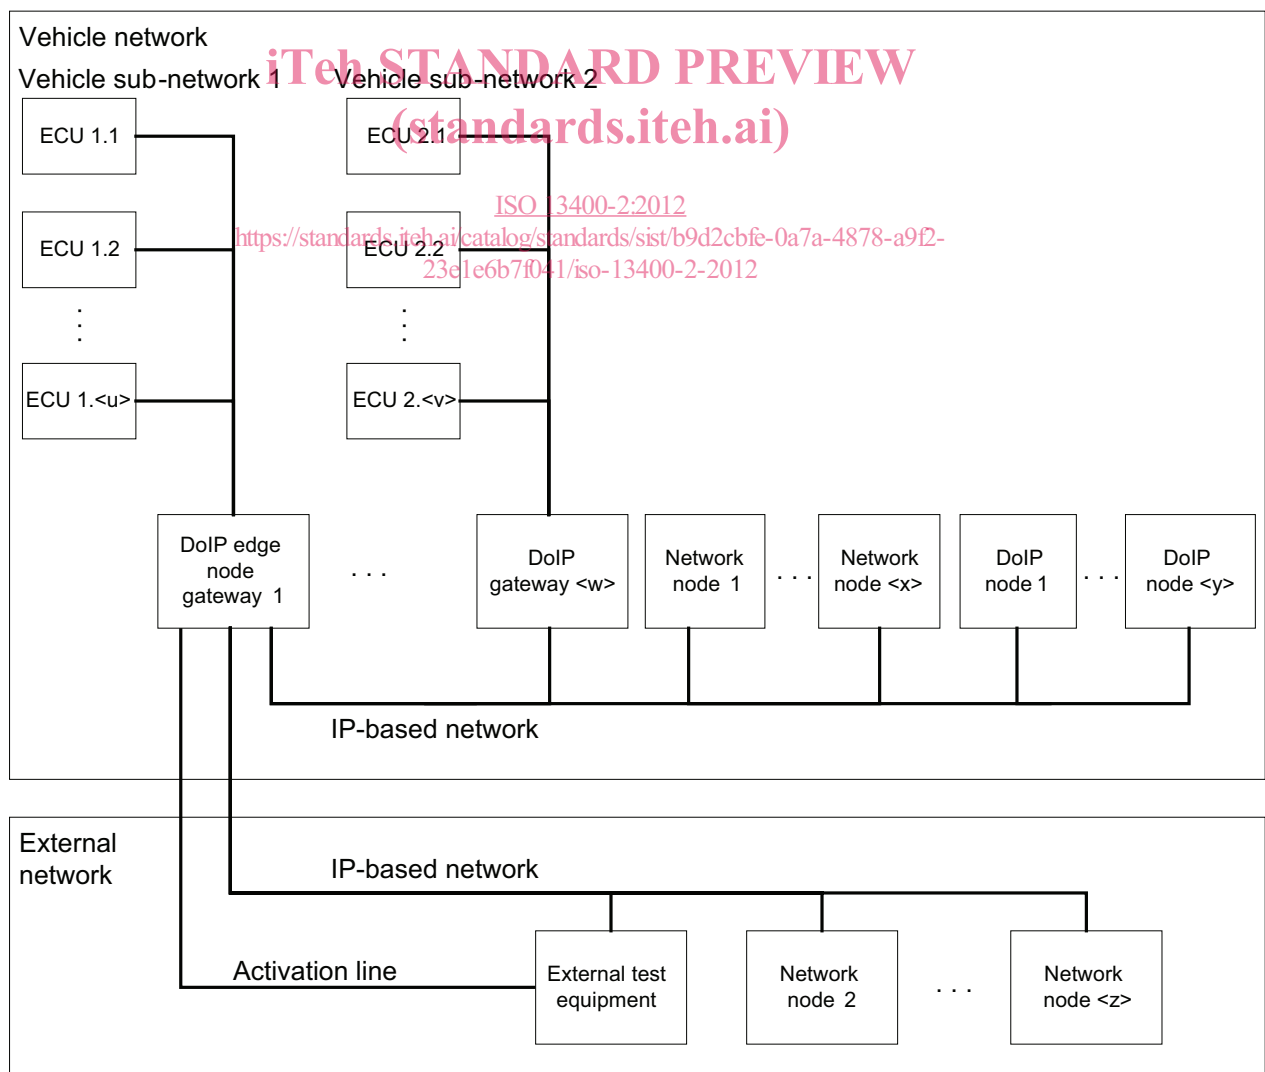 Vehicle network
iTeh STANDARD PREVIEW
Vehicle sub-network 1
Vehicle sub-network 2
(standards.iteh.ai)
ECU 1.1
ECU 2.1
ISO 13400-2:2012
https://standards.iteh.ai/catalog/standards/sist/b9d2cbfc-0a7a-4878-a9f2-
23e1e6b7f041/iso-13400-2-2012
ECU 1.2
ECU 2.2
ECU 1.<u>
ECU 2.<v>
DoIP edge
node
gateway 1
. . .
DoIP
gateway <w>
Network
node 1
. . .
Network
node <x>
DoIP
node 1
. . .
DoIP
node <y>
IP-based network
External
network
IP-based network
Activation line
External test
equipment
Network
node 2
. . .
Network
node <z>